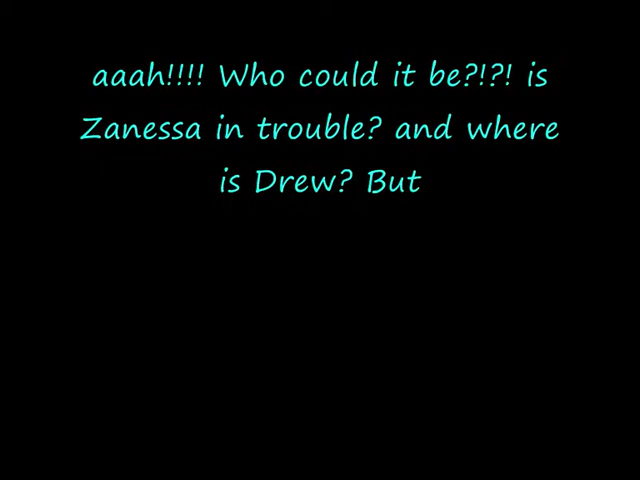 aaah!!!! Who could it be?!?! is
Zanessa in trouble? and where
is Drew? But